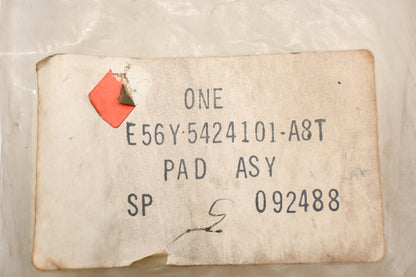 ONE
E56Y-5424101-A8T
PAD ASY
SP 092488